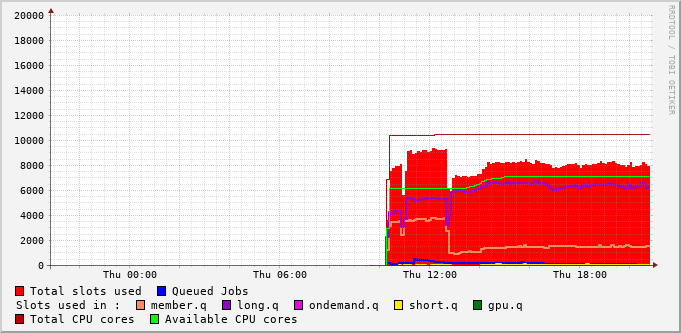 20000
18000
16000
14000
12000
10000
8000
6000
4000
2000
0
Thu 00:00 Thu 06:00 Thu 12:00 Thu 18:00
Total slots used Queued Jobs
Slots used in : member.q long.q ondemand.q short.q gpu.q
Total CPU cores Available CPU cores
RRDTOOL / TOBI OETIKER